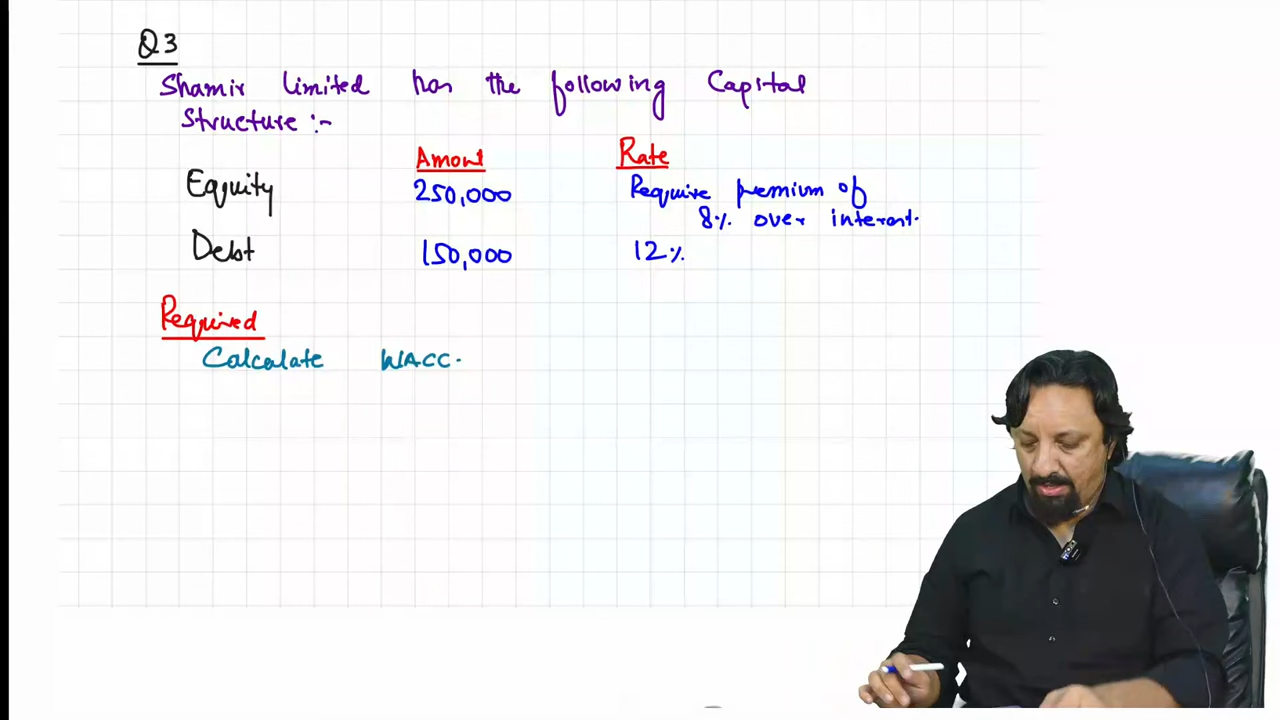 Q3
Shamir Limited has the following Capital
Structure :-
Amount Rate
Equity 250,000 Require premium of
8% over interest.
Debt 150,000 12%
Required
Calculate WACC.